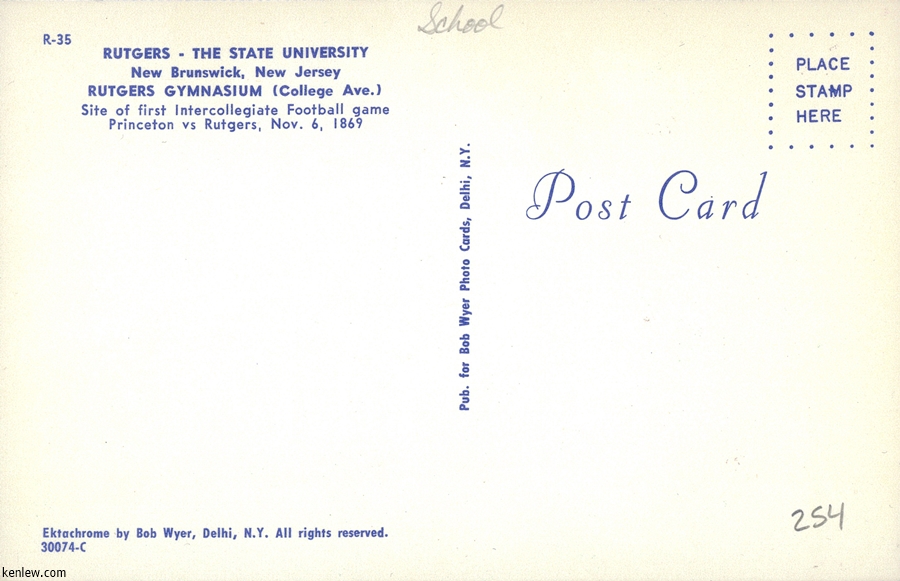 School
R-35
RUTGERS - THE STATE UNIVERSITY
New Brunswick, New Jersey
RUTGERS GYMNASIUM (College Ave.)
Site of first Intercollegiate Football game
Princeton vs Rutgers, Nov. 6, 1869
PLACE
STAMP
HERE
Post Card
Pub. for Bob Wyer Photo Cards, Delhi, N.Y.
254
Ektachrome by Bob Wyer, Delhi, N.Y. All rights reserved.
30074-C
kenlew.com